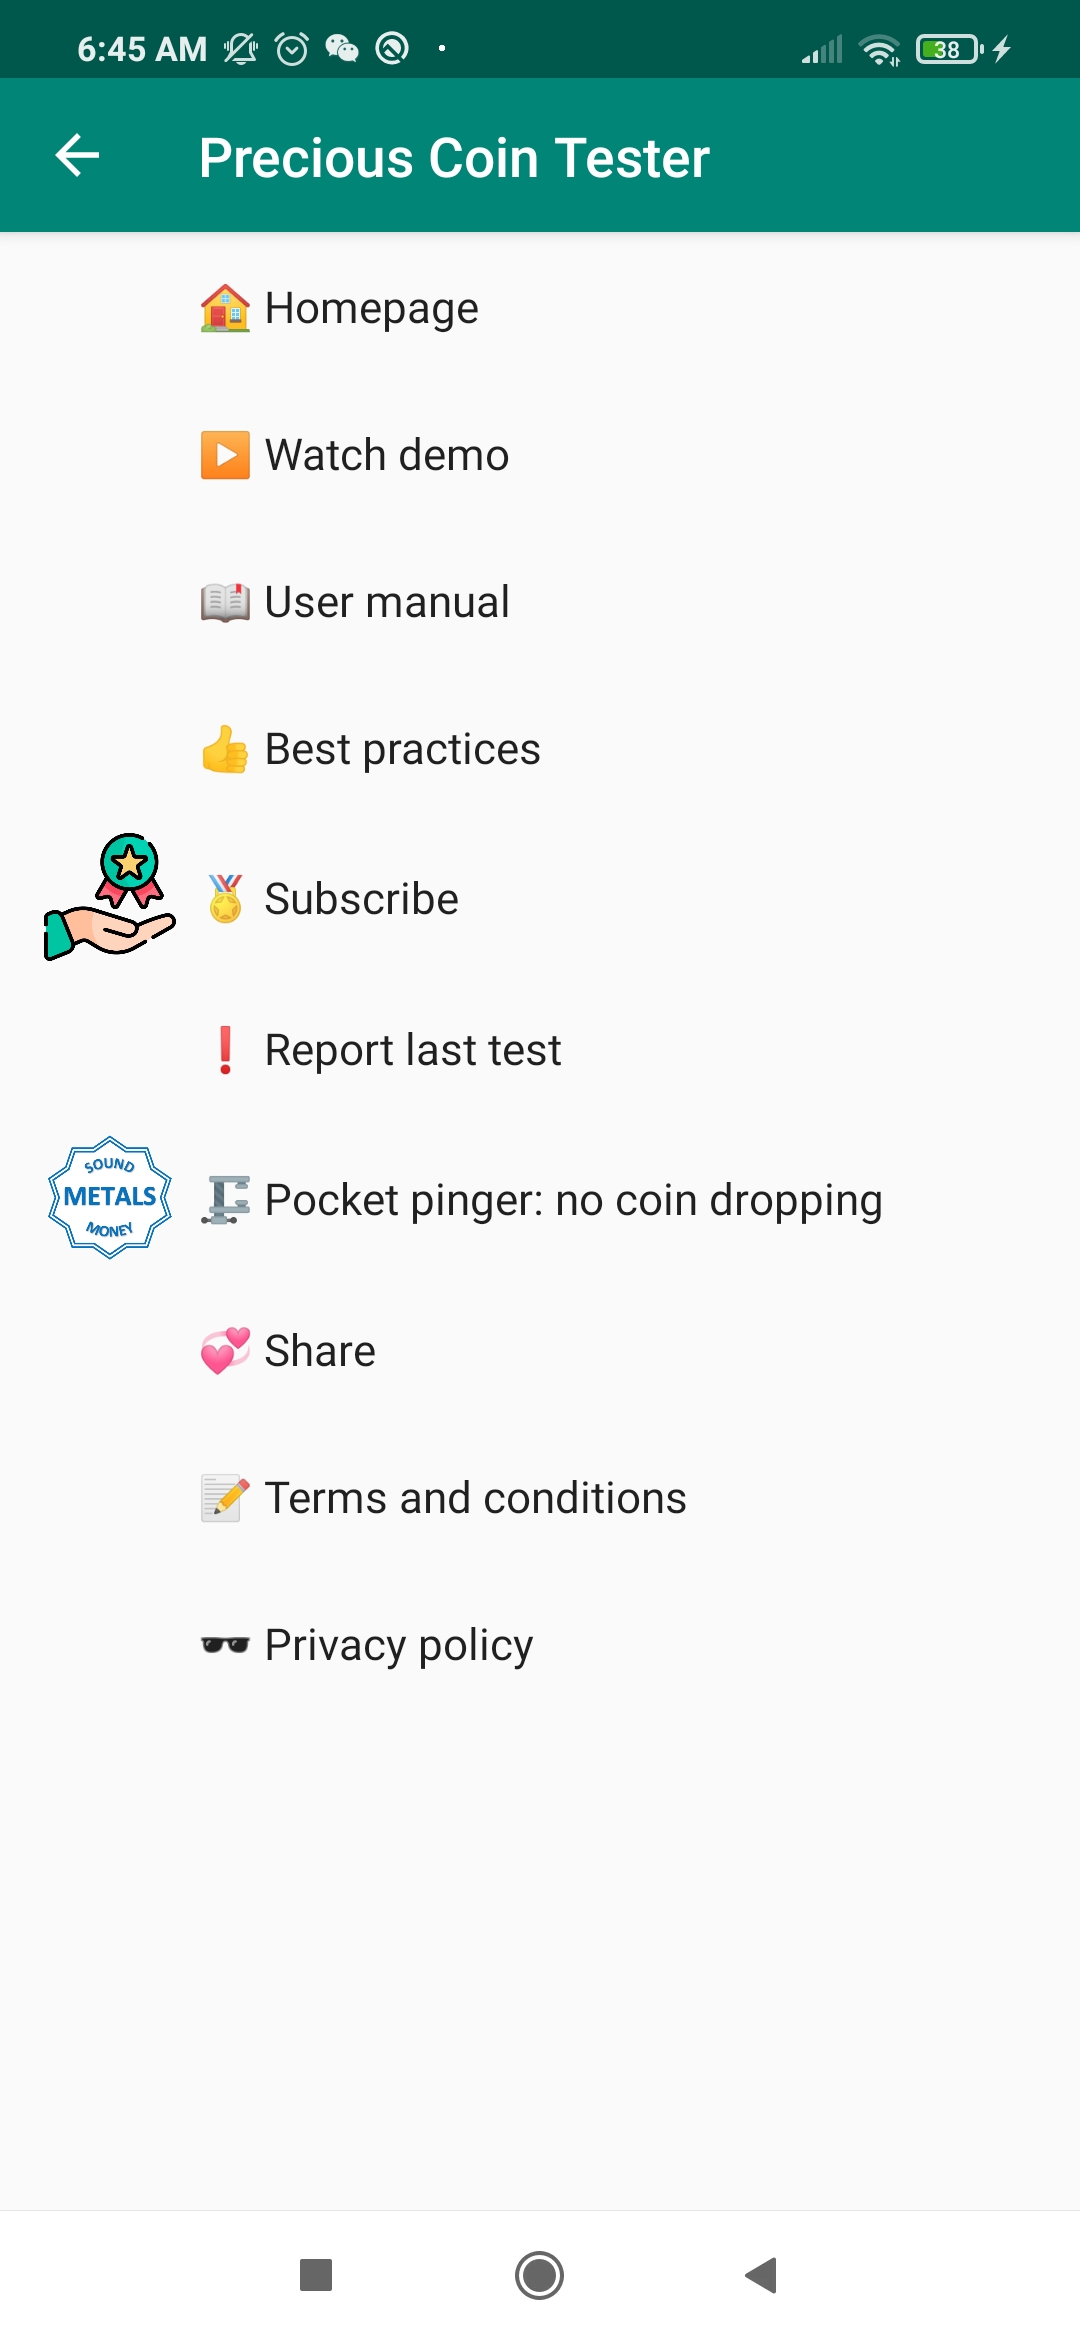 6:45 AM
38
Precious Coin Tester
Homepage
Watch demo
User manual
Best practices
Subscribe
Report last test
SOUND
METALS
MONEY
Pocket pinger: no coin dropping
Share
Terms and conditions
Privacy policy